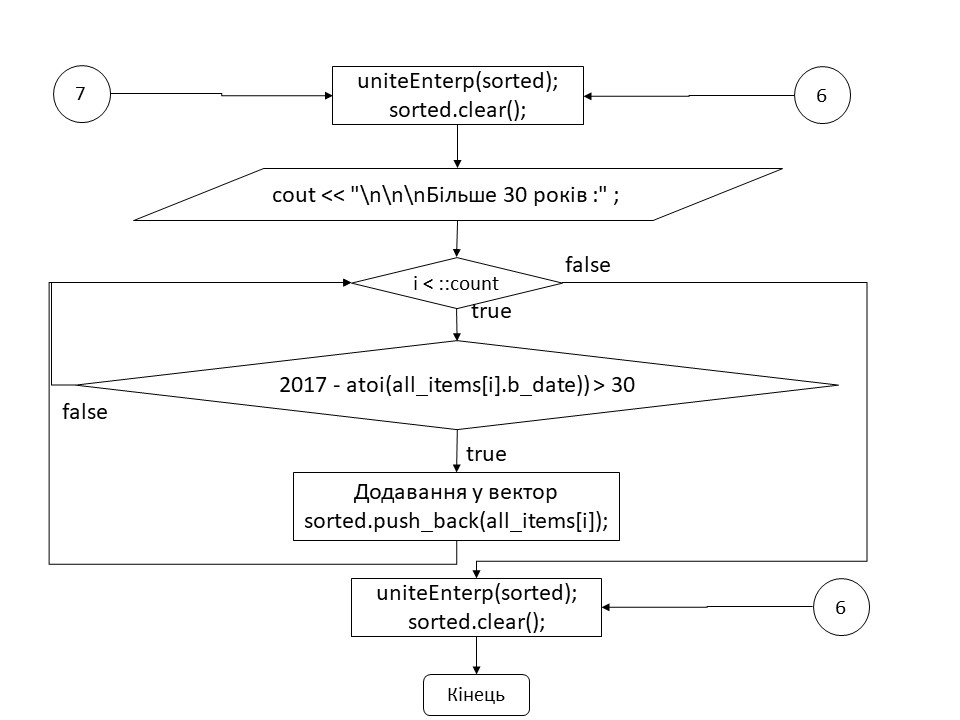 7
uniteEnterp(sorted);
sorted.clear();
6
cout << "\n\n\nБільше 30 років :" ;
false
i < ::count
true
2017 - atoi(all_items[i].b_date)) > 30
false
true
Додавання у вектор
sorted.push_back(all_items[i]);
uniteEnterp(sorted);
sorted.clear();
6
Кінець